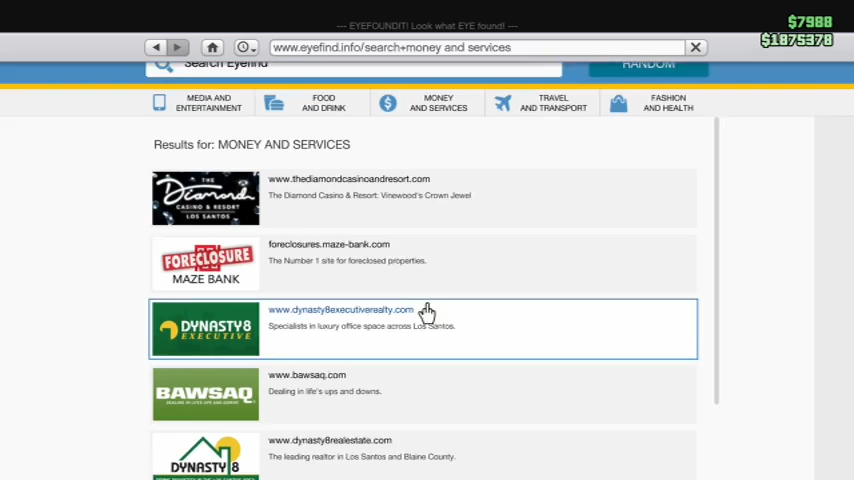 --- EYEFOUNDIT! Look what EYE found! ---
$7988
$1875378
www.eyefind.info/search+money and services
Search Eyefind
RANDOM
MEDIA AND
ENTERTAINMENT
FOOD
AND DRINK
MONEY
AND SERVICES
TRAVEL
AND TRANSPORT
FASHION
AND HEALTH
Results for: MONEY AND SERVICES
THE
Diamond
CASINO & RESORT
LOS SANTOS
www.thediamondcasinoandresort.com
The Diamond Casino & Resort: Vinewood's Crown Jewel
FORECLOSURE
MAZE BANK
foreclosures.maze-bank.com
The Number 1 site for foreclosed properties.
DYNASTY8
EXECUTIVE
www.dynasty8executiverealty.com
Specialists in luxury office space across Los Santos.
BAWSAQ
DEALING IN LIFE'S UPS AND DOWNS
www.bawsaq.com
Dealing in life's ups and downs.
DYNASTY 8
www.dynasty8realestate.com
The leading realtor in Los Santos and Blaine County.